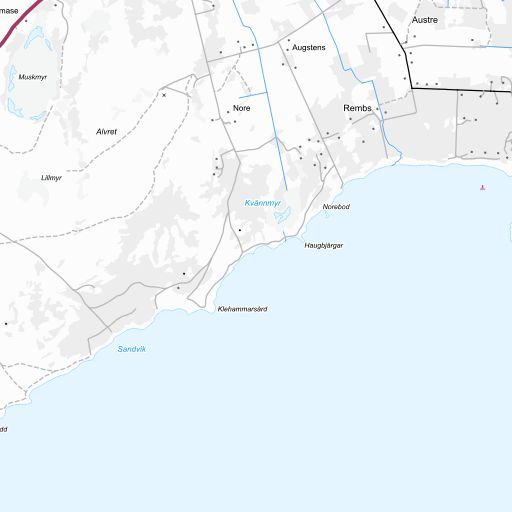 mase
Austre
Augstens
Muskmyr
Nore
Rembs
Alvret
Lillmyr
Kvännmyr
Norebod
Haugbjärgar
Klehammarsård
Sandvik
dd